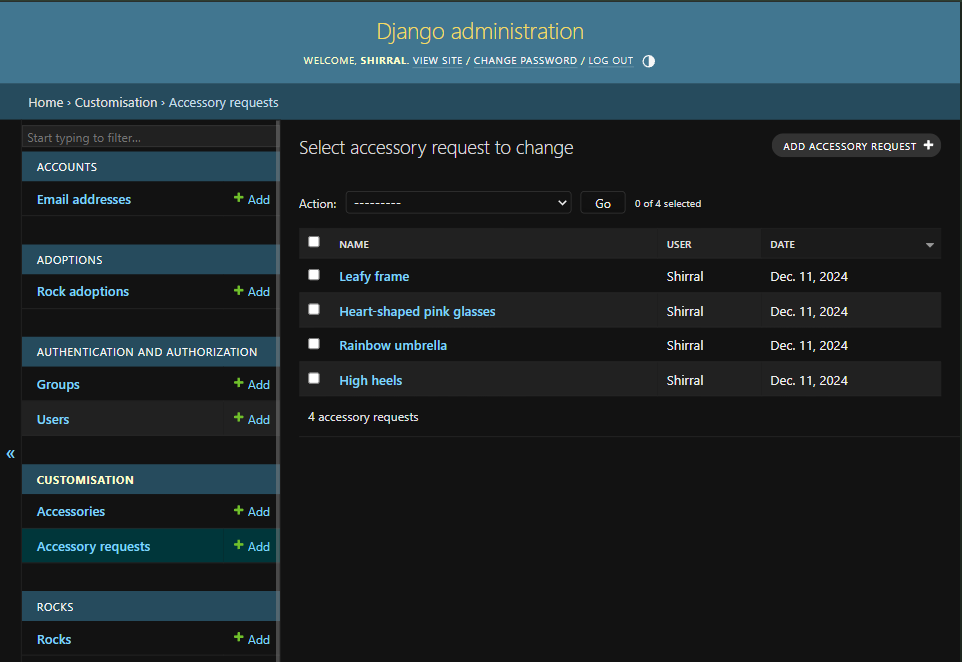 Django administration
WELCOME, SHIRRAL. VIEW SITE / CHANGE PASSWORD / LOG OUT
Home › Customisation › Accessory requests
Start typing to filter...
ACCOUNTS
Email addresses + Add
ADOPTIONS
Rock adoptions + Add
AUTHENTICATION AND AUTHORIZATION
Groups + Add
Users + Add
«
CUSTOMISATION
Accessories + Add
Accessory requests + Add
ROCKS
Rocks + Add
Select accessory request to change
ADD ACCESSORY REQUEST +
Action: --------- Go 0 of 4 selected
NAME USER DATE
Leafy frame Shirral Dec. 11, 2024
Heart-shaped pink glasses Shirral Dec. 11, 2024
Rainbow umbrella Shirral Dec. 11, 2024
High heels Shirral Dec. 11, 2024
4 accessory requests